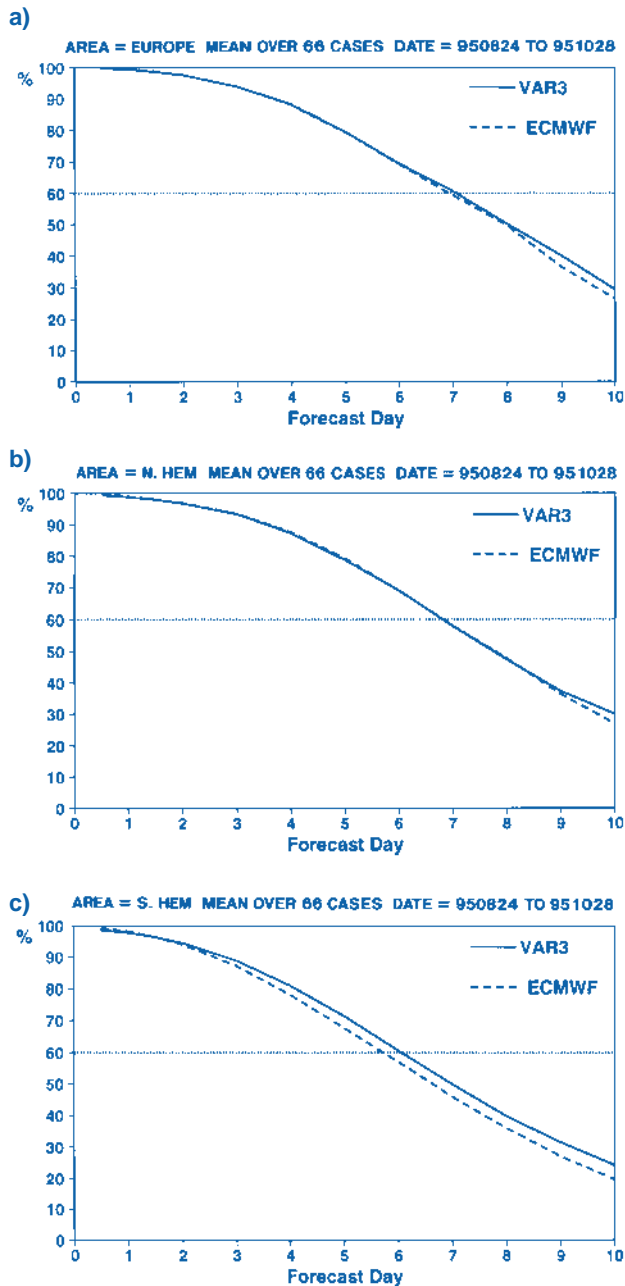 a)
AREA = EUROPE MEAN OVER 66 CASES DATE = 950824 TO 951028
%
100
90
80
70
60
50
40
30
20
10
0
VAR3
ECMWF
0 1 2 3 4 5 6 7 8 9 10
Forecast Day
b)
AREA = N. HEM MEAN OVER 66 CASES DATE = 950824 TO 951028
%
100
90
80
70
60
50
40
30
20
10
0
VAR3
ECMWF
0 1 2 3 4 5 6 7 8 9 10
Forecast Day
c)
AREA = S. HEM MEAN OVER 66 CASES DATE = 950824 TO 951028
%
100
90
80
70
60
50
40
30
20
10
0
VAR3
ECMWF
0 1 2 3 4 5 6 7 8 9 10
Forecast Day